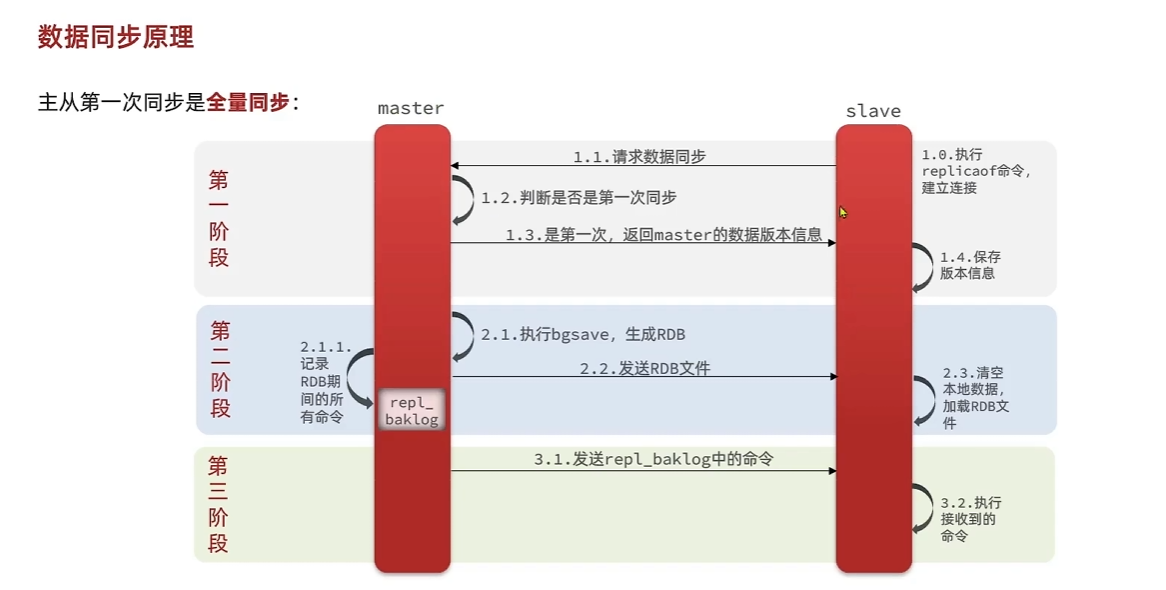 数据同步原理
主从第一次同步是全量同步：
master
slave
第
一
阶
段
1.1.请求数据同步
1.0.执行
replicaof命令，
建立连接
1.2.判断是否是第一次同步
1.3.是第一次，返回master的数据版本信息
1.4.保存
版本信息
第
二
阶
段
2.1.执行bgsave，生成RDB
2.1.1.
记录
RDB期
间的所
有命令
repl_
baklog
2.2.发送RDB文件
2.3.清空
本地数据，
加载RDB文
件
第
三
阶
段
3.1.发送repl_baklog中的命令
3.2.执行
接收到的
命令